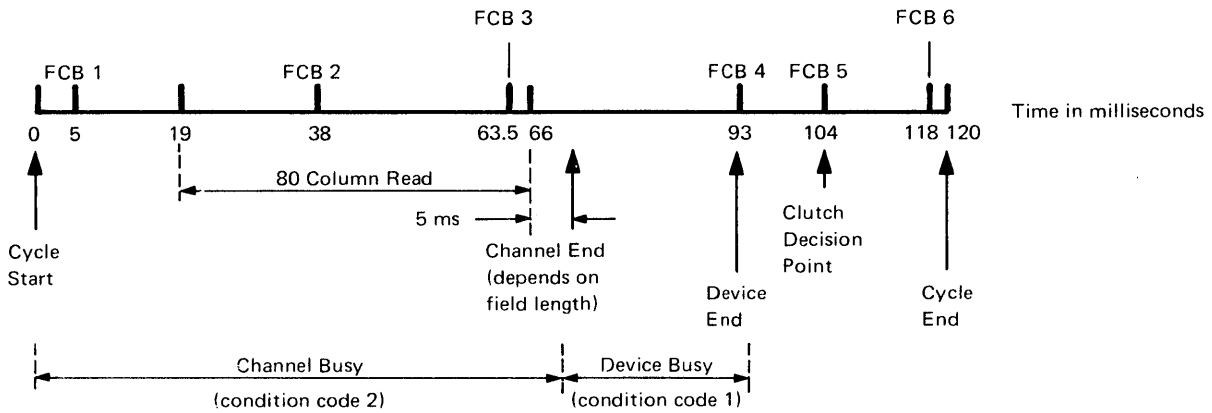 FCB 3
FCB 6
FCB 1
FCB 2
FCB 4
FCB 5
0
5
19
38
63.5
66
93
104
118
120
Time in milliseconds
80 Column Read
5 ms
Cycle
Start
Channel End
(depends on
field length)
Device
End
Clutch
Decision
Point
Cycle
End
Channel Busy
(condition code 2)
Device Busy
(condition code 1)